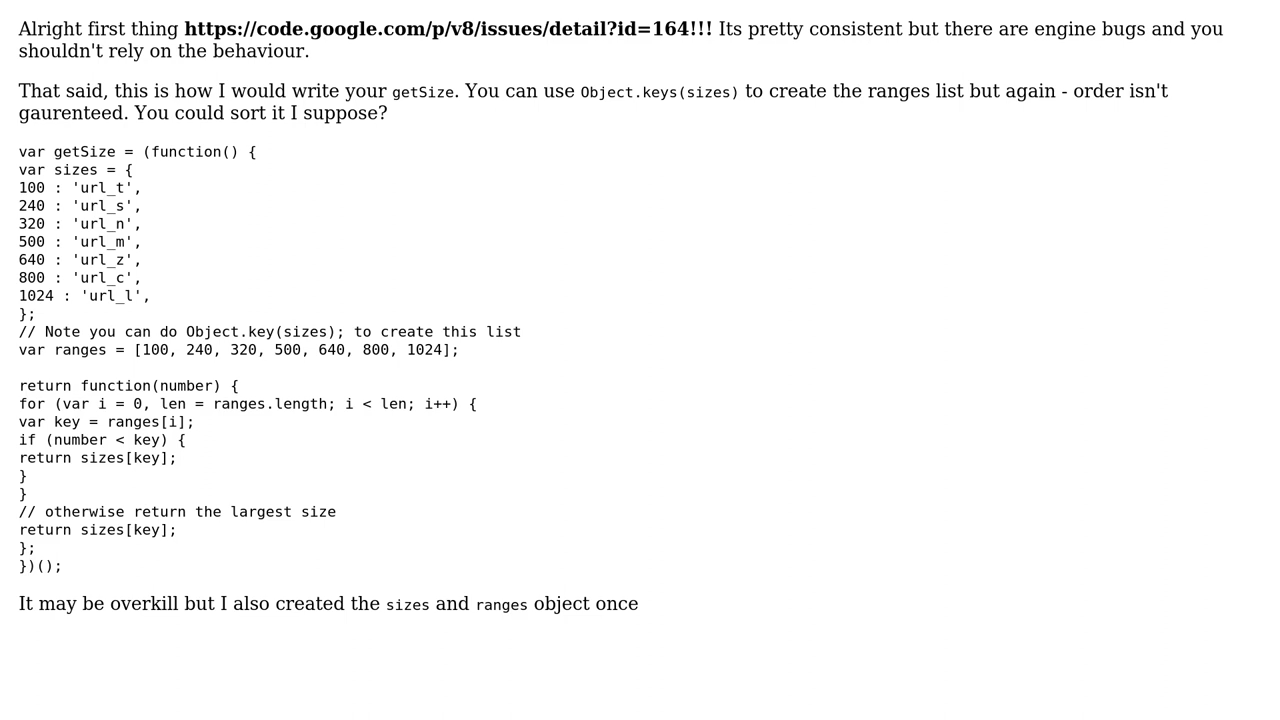 Alright first thing https://code.google.com/p/v8/issues/detail?id=164!!! Its pretty consistent but there are engine bugs and you
shouldn't rely on the behaviour.
That said, this is how I would write your getSize. You can use Object.keys(sizes) to create the ranges list but again - order isn't
gaurenteed. You could sort it I suppose?
var getSize = (function() {
var sizes = {
100 : 'url_t',
240 : 'url_s',
320 : 'url_n',
500 : 'url_m',
640 : 'url_z',
800 : 'url_c',
1024 : 'url_l',
};
// Note you can do Object.key(sizes); to create this list
var ranges = [100, 240, 320, 500, 640, 800, 1024];
return function(number) {
for (var i = 0, len = ranges.length; i < len; i++) {
var key = ranges[i];
if (number < key) {
return sizes[key];
}
}
// otherwise return the largest size
return sizes[key];
};
})();
It may be overkill but I also created the sizes and ranges object once